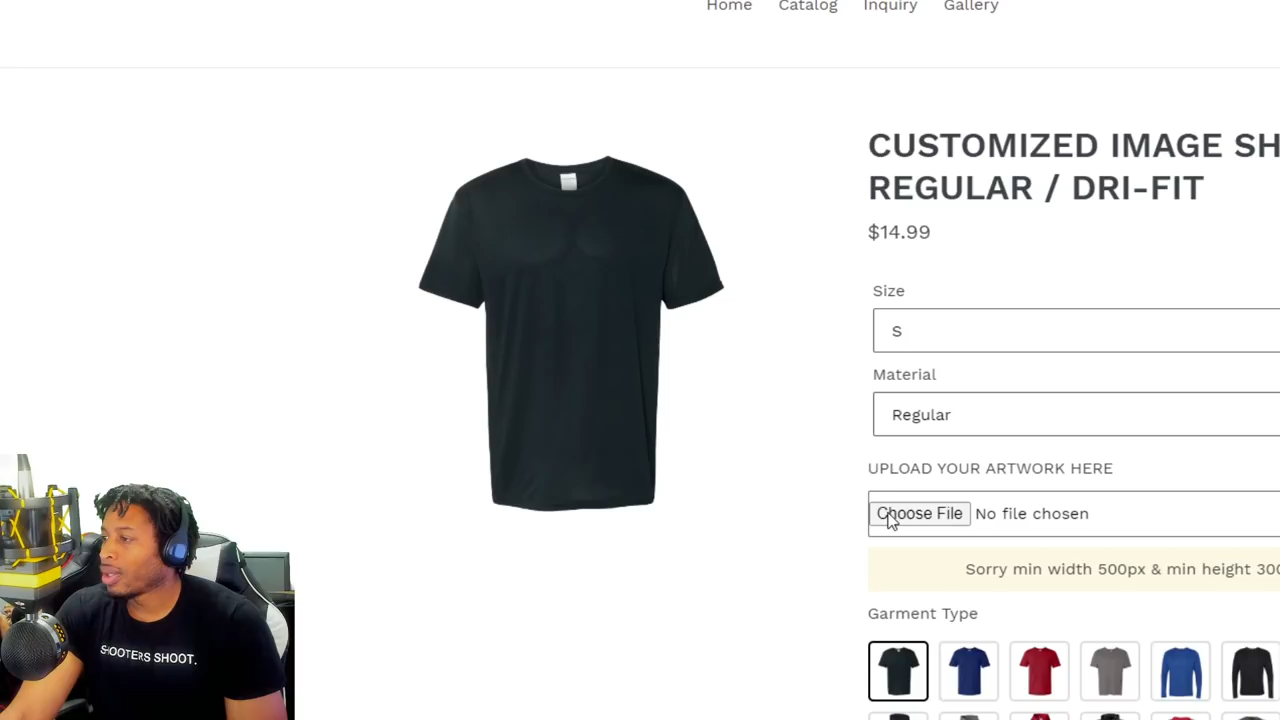 Home Catalog Inquiry Gallery
CUSTOMIZED IMAGE SH
REGULAR / DRI-FIT
$14.99
Size
S
Material
Regular
UPLOAD YOUR ARTWORK HERE
Choose File No file chosen
Sorry min width 500px & min height 300
Garment Type
SHOOTERS SHOOT.